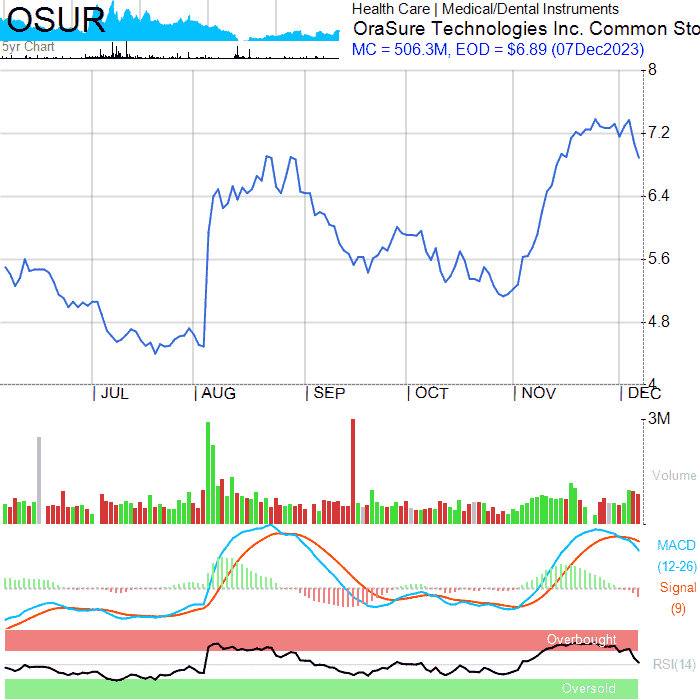 OSUR
5yr Chart
Health Care | Medical/Dental Instruments
OraSure Technologies Inc. Common Sto
MC = 506.3M, EOD = $6.89 (07Dec2023)
8
7.2
6.4
5.6
4.8
4
JUL AUG SEP OCT NOV DEC
3M
Volume
MACD
(12-26)
Signal
(9)
Overbought
RSI(14)
Oversold